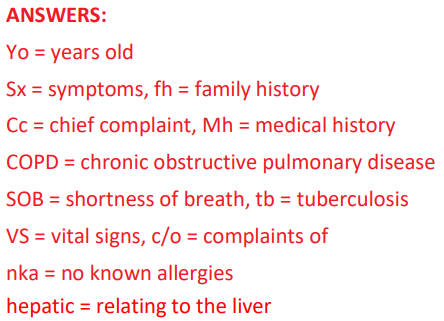 ANSWERS:
Yo = years old
Sx = symptoms, fh = family history
Cc = chief complaint, Mh = medical history
COPD = chronic obstructive pulmonary disease
SOB = shortness of breath, tb = tuberculosis
VS = vital signs, c/o = complaints of
nka = no known allergies
hepatic = relating to the liver